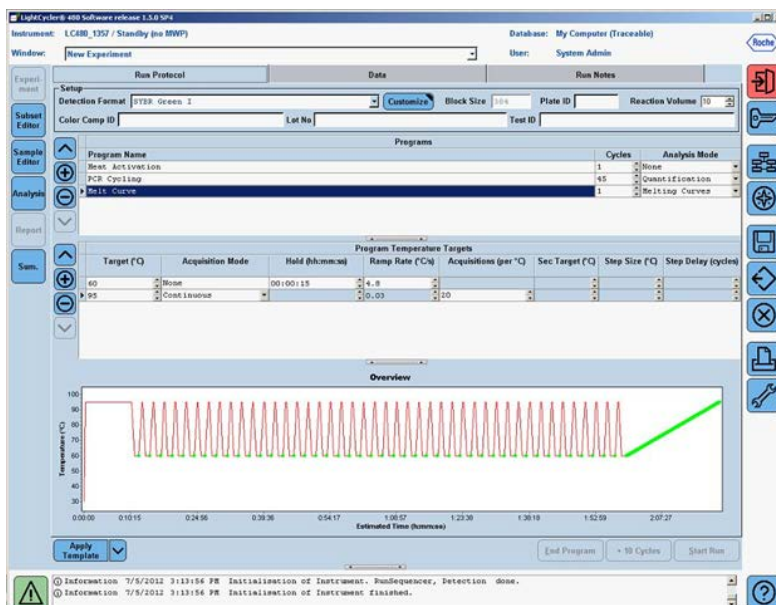 LightCycler® 480 Software release 1.5.0 SP4
Instrument: LC480_1357 / Standby (no MWP) Database: My Computer (Traceable)
Window: New Experiment User: System Admin
Roche
Experi-
ment
Subset
Editor
Sample
Editor
Analysis
Report
Sum.
Run Protocol Data Run Notes
Setup
Detection Format SYBR Green I Customize Block Size 384 Plate ID Reaction Volume 10
Color Comp ID Lot No Test ID
Programs
Program Name Cycles Analysis Mode
Heat Activation 1 None
PCR Cycling 45 Quantification
Melt Curve 1 Melting Curves
Program Temperature Targets
Target (°C) Acquisition Mode Hold (hh:mm:ss) Ramp Rate (°C/s) Acquisitions (per °C) Sec Target (°C) Step Size (°C) Step Delay (cycles)
60 None 00:00:15 4.8
95 Continuous 0.03 20
Overview
Temperature (°C)
100
90
80
70
60
50
40
30
0:00:00 0:10:15 0:24:56 0:39:36 0:54:17 1:08:57 1:23:38 1:38:18 1:52:59 2:07:27
Estimated Time (h:mm:ss)
Apply
Template
End Program + 10 Cycles Start Run
Information 7/5/2012 3:13:56 PM Initialisation of Instrument. RunSequencer, Detection done.
Information 7/5/2012 3:13:56 PM Initialisation of Instrument finished.